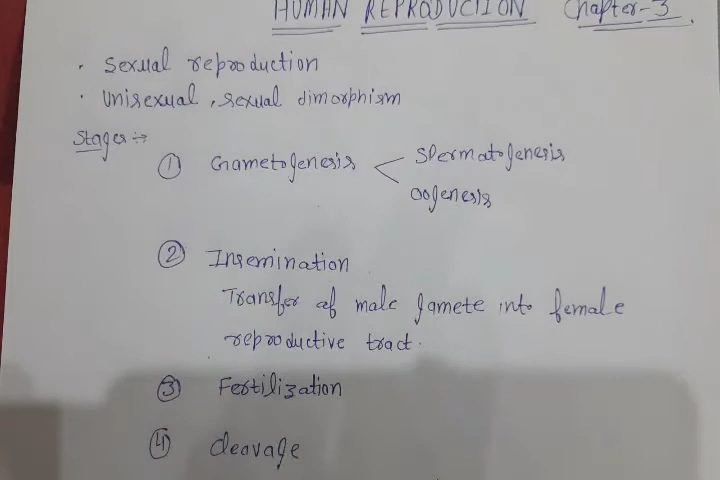 HUMAN REPRODUCTION Chapter-3
· Sexual reproduction
· Unisexual, sexual dimorphism
Stages :-
① Gametogenesis < Spermatogenesis
Oogenesis
② Insemination
Transfer of male gamete into female
reproductive tract.
③ Fertilization
④ Cleavage